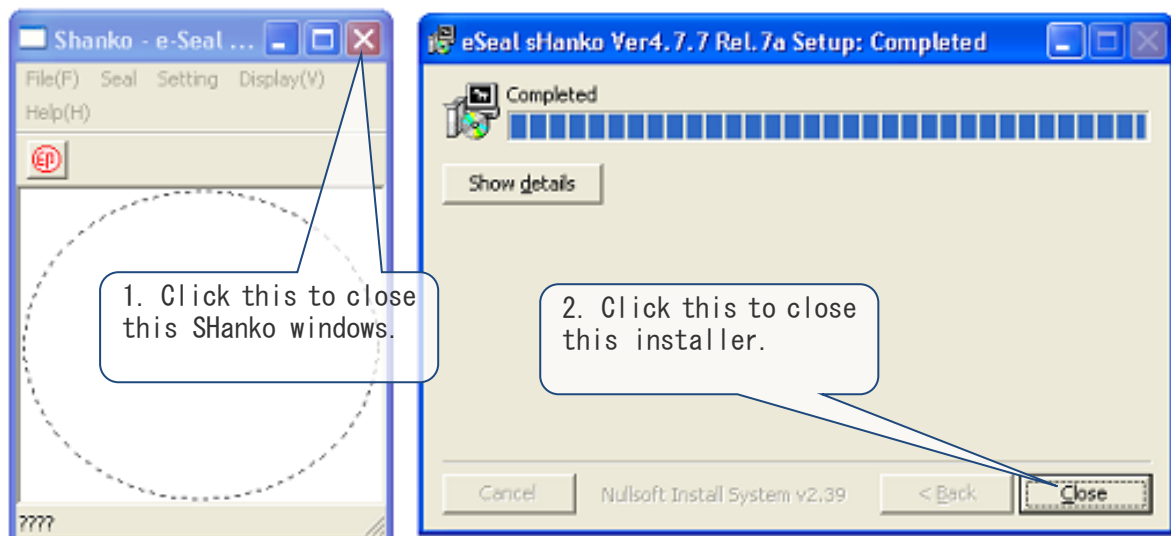 Shanko - e-Seal ...
File(F) Seal Setting Display(V)
Help(H)
印
1. Click this to close
this SHanko windows.
????
eSeal sHanko Ver4.7.7 Rel.7a Setup: Completed
Completed
Show details
2. Click this to close
this installer.
Cancel Nullsoft Install System v2.39 < Back Close